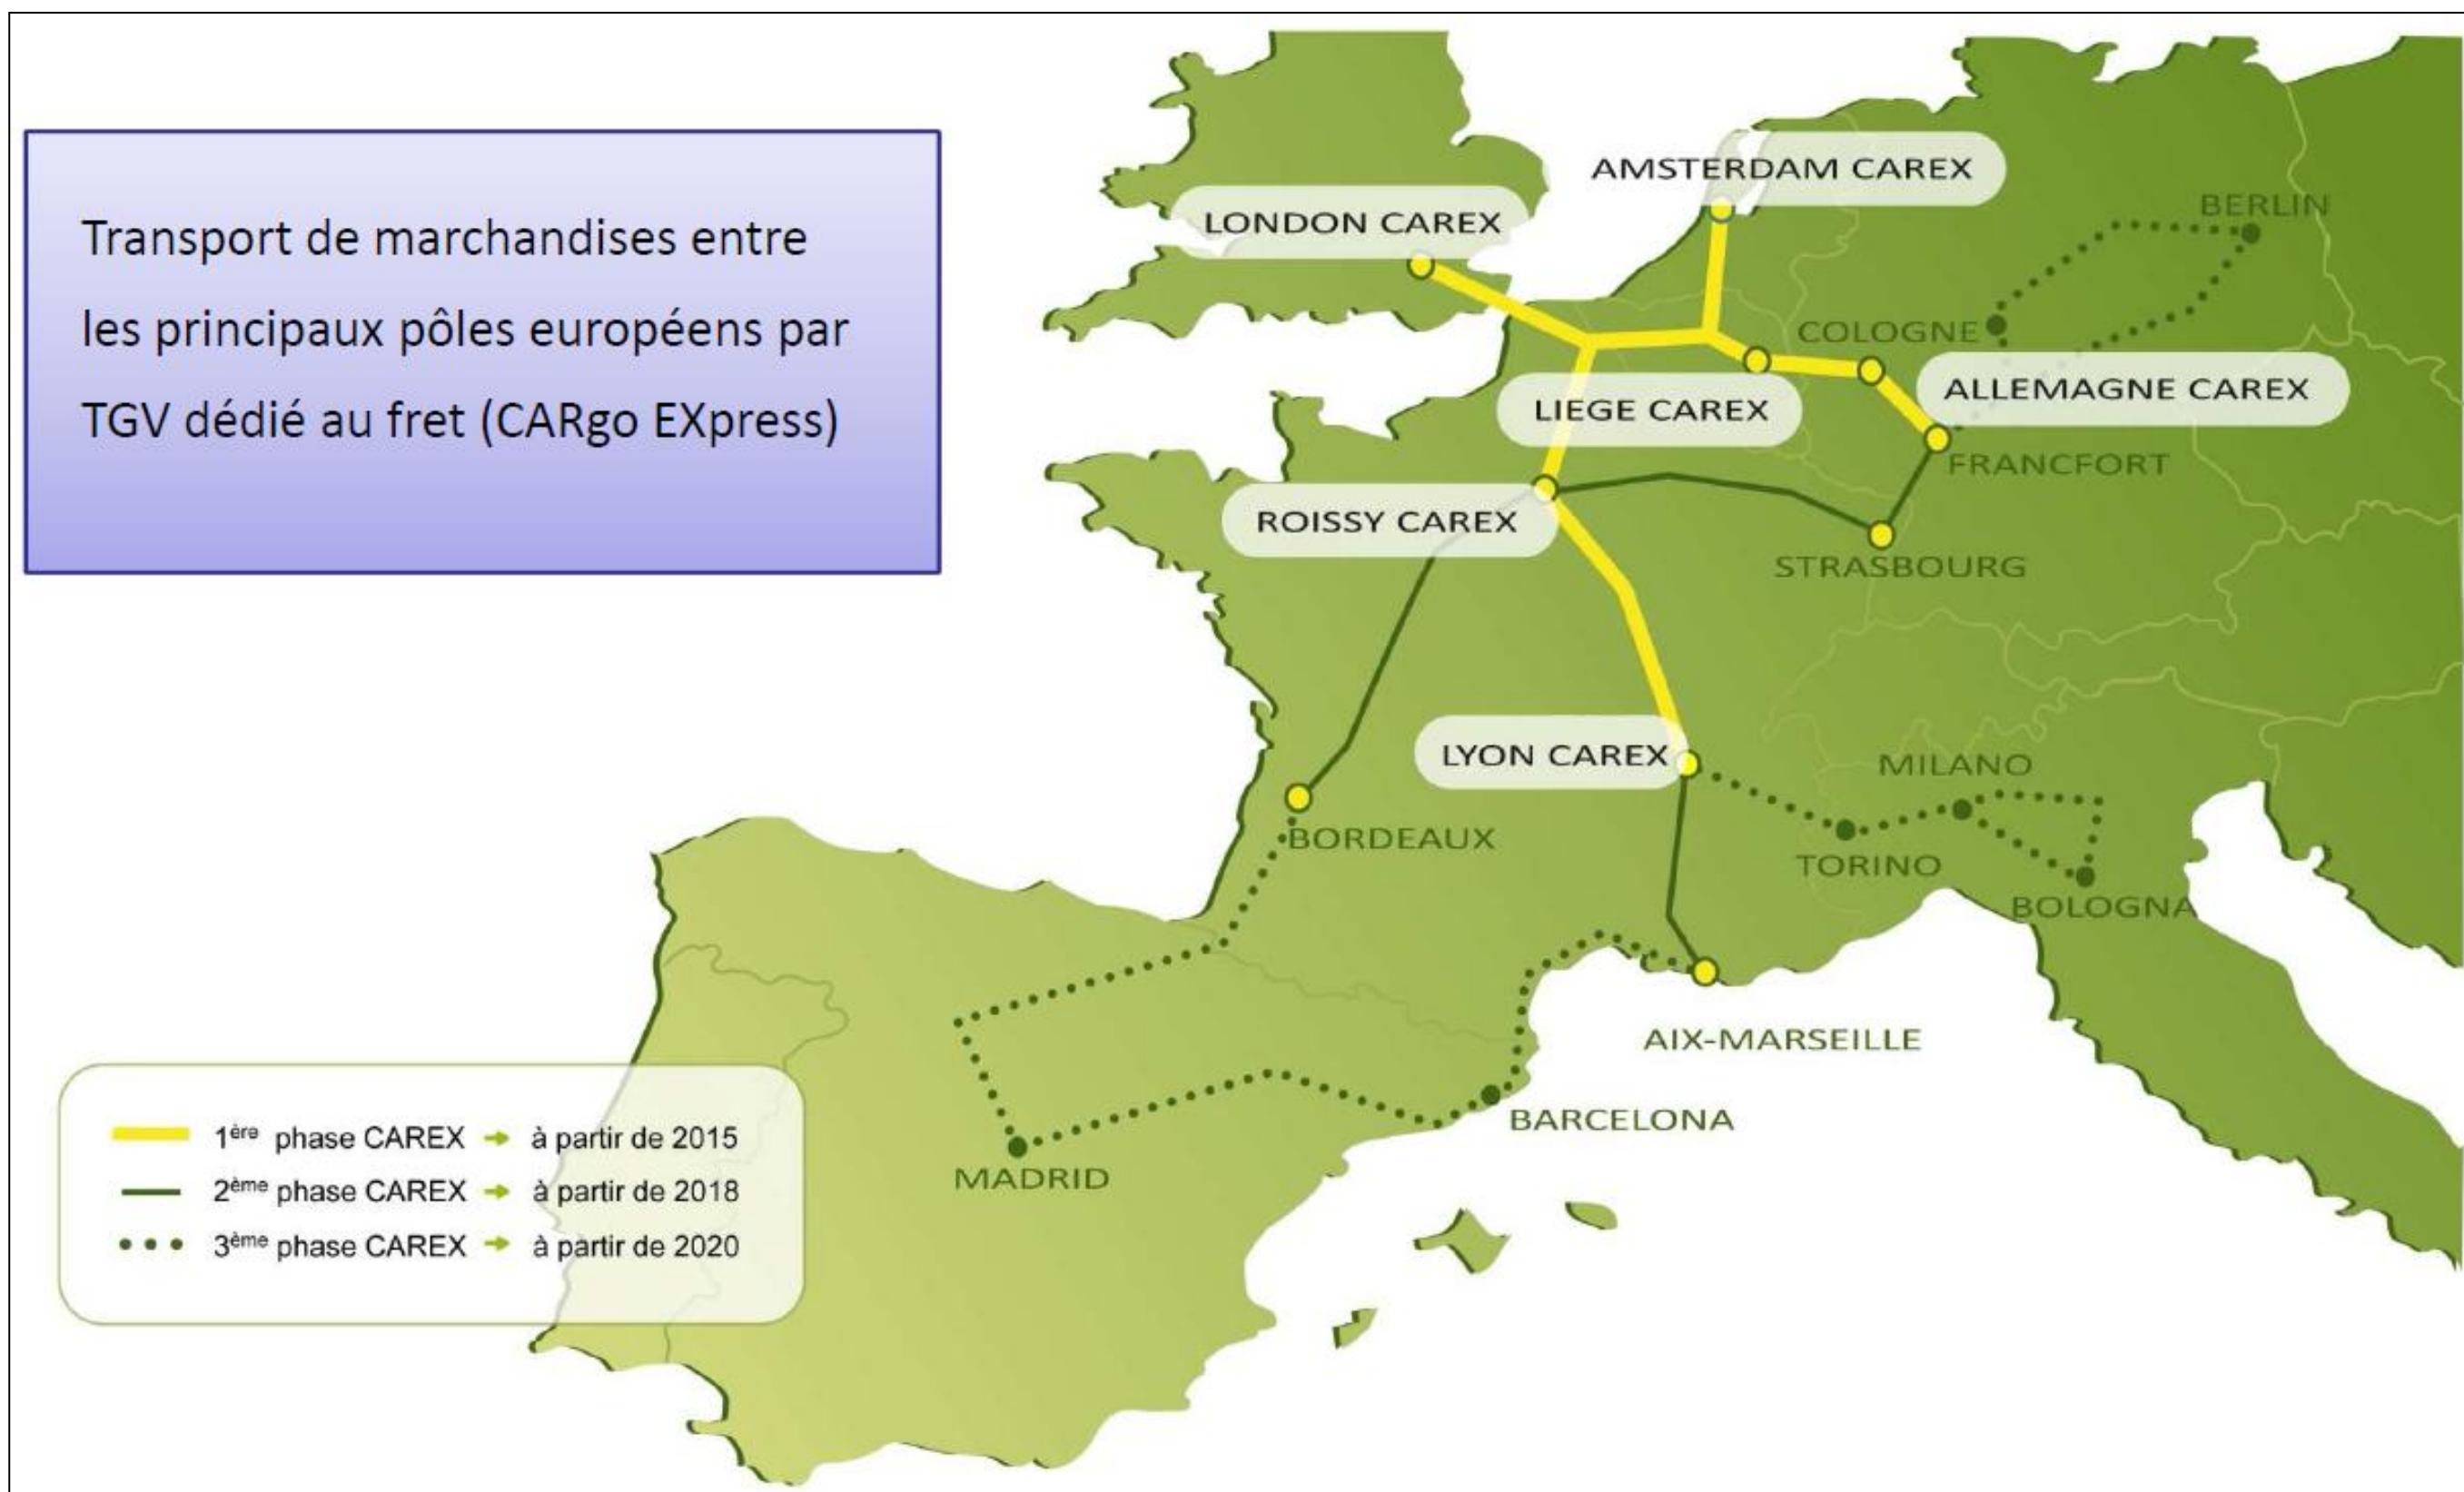 Transport de marchandises entre
les principaux pôles européens par
TGV dédié au fret (CARgo EXpress)
AMSTERDAM CAREX
LONDON CAREX
BERLIN
COLOGNE
ALLEMAGNE CAREX
LIEGE CAREX
FRANCFORT
ROISSY CAREX
STRASBOURG
LYON CAREX
MILANO
BORDEAUX
TORINO
BOLOGNA
AIX-MARSEILLE
BARCELONA
MADRID
1ère phase CAREX → à partir de 2015
2ème phase CAREX → à partir de 2018
3ème phase CAREX → à partir de 2020